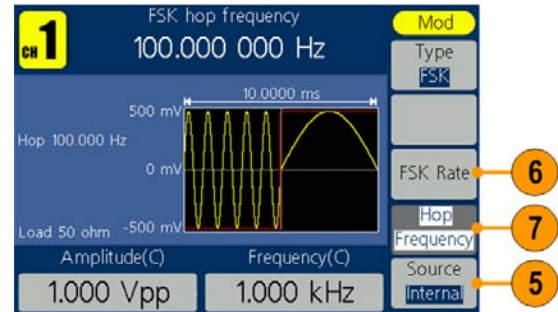 CH 1
FSK hop frequency
100.000 000 Hz
Mod
Type
FSK
10.0000 ms
500 mV
Hop 100.000 Hz
0 mV
Load 50 ohm
-500 mV
FSK Rate
6
Hop
Frequency
7
Source
Internal
5
Amplitude(C)
1.000 Vpp
Frequency(C)
1.000 kHz